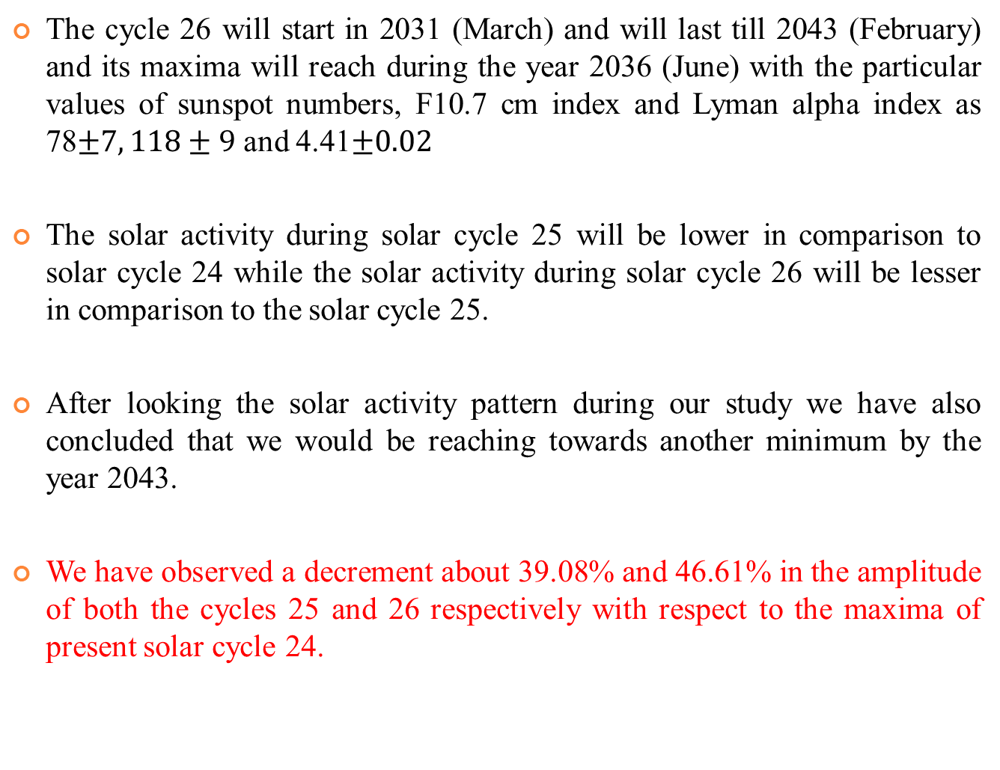 The cycle 26 will start in 2031 (March) and will last till 2043 (February)
and its maxima will reach during the year 2036 (June) with the particular
values of sunspot numbers, F10.7 cm index and Lyman alpha index as
78±7, 118 ± 9 and 4.41±0.02
The solar activity during solar cycle 25 will be lower in comparison to
solar cycle 24 while the solar activity during solar cycle 26 will be lesser
in comparison to the solar cycle 25.
After looking the solar activity pattern during our study we have also
concluded that we would be reaching towards another minimum by the
year 2043.
We have observed a decrement about 39.08% and 46.61% in the amplitude
of both the cycles 25 and 26 respectively with respect to the maxima of
present solar cycle 24.